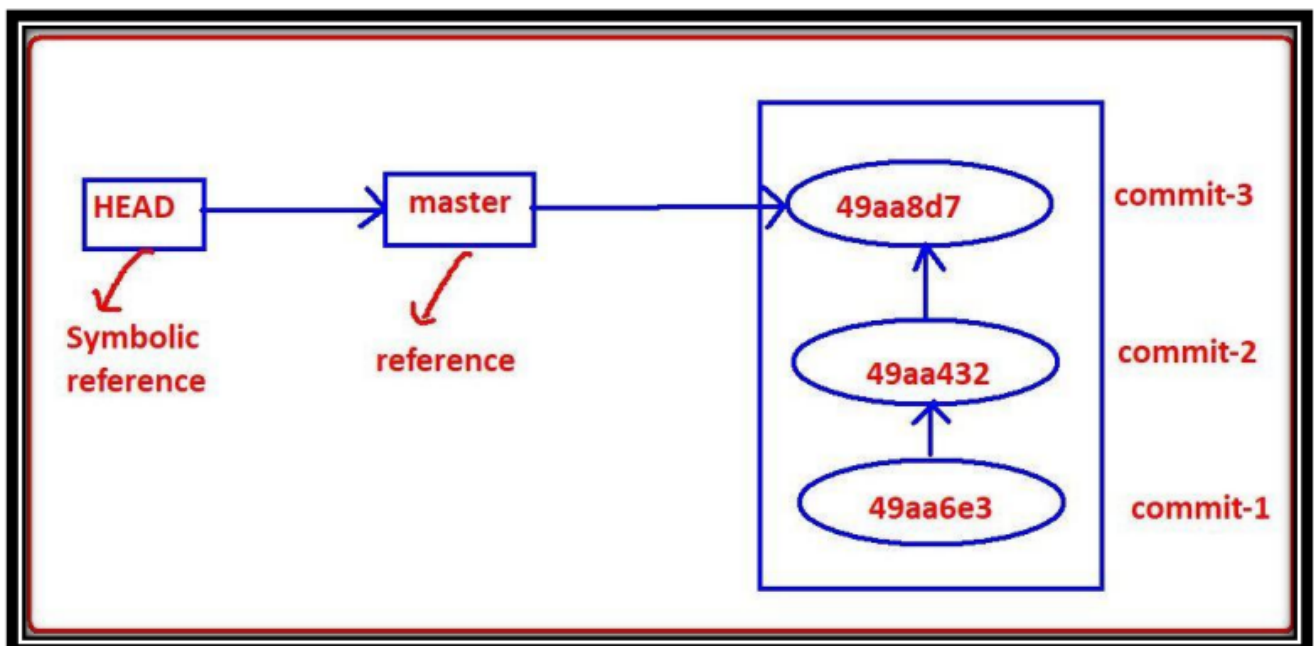 HEAD
master
49aa8d7
commit-3
Symbolic
reference
reference
49aa432
commit-2
49aa6e3
commit-1